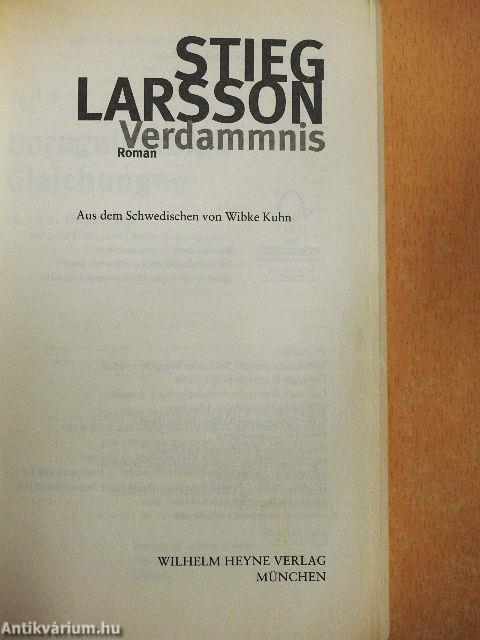 STIEG
LARSSON
Verdammnis
Roman
Aus dem Schwedischen von Wibke Kuhn
WILHELM HEYNE VERLAG
MÜNCHEN
Antikvárium.hu